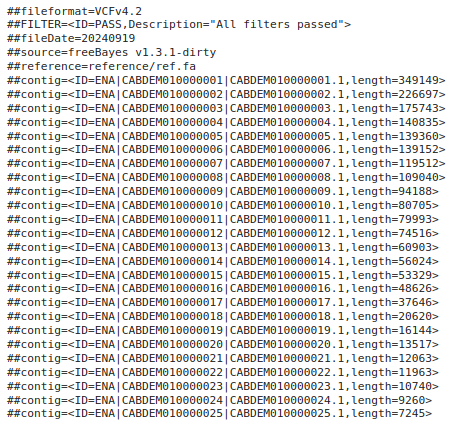 ##fileformat=VCFv4.2
##FILTER=<ID=PASS,Description="All filters passed">
##fileDate=20240919
##source=freeBayes v1.3.1-dirty
##reference=reference/ref.fa
##contig=<ID=ENA|CABDEM010000001|CABDEM010000001.1,length=349149>
##contig=<ID=ENA|CABDEM010000002|CABDEM010000002.1,length=226697>
##contig=<ID=ENA|CABDEM010000003|CABDEM010000003.1,length=175743>
##contig=<ID=ENA|CABDEM010000004|CABDEM010000004.1,length=140835>
##contig=<ID=ENA|CABDEM010000005|CABDEM010000005.1,length=139360>
##contig=<ID=ENA|CABDEM010000006|CABDEM010000006.1,length=139152>
##contig=<ID=ENA|CABDEM010000007|CABDEM010000007.1,length=119512>
##contig=<ID=ENA|CABDEM010000008|CABDEM010000008.1,length=109040>
##contig=<ID=ENA|CABDEM010000009|CABDEM010000009.1,length=94188>
##contig=<ID=ENA|CABDEM010000010|CABDEM010000010.1,length=80705>
##contig=<ID=ENA|CABDEM010000011|CABDEM010000011.1,length=79993>
##contig=<ID=ENA|CABDEM010000012|CABDEM010000012.1,length=74516>
##contig=<ID=ENA|CABDEM010000013|CABDEM010000013.1,length=60903>
##contig=<ID=ENA|CABDEM010000014|CABDEM010000014.1,length=56024>
##contig=<ID=ENA|CABDEM010000015|CABDEM010000015.1,length=53329>
##contig=<ID=ENA|CABDEM010000016|CABDEM010000016.1,length=48626>
##contig=<ID=ENA|CABDEM010000017|CABDEM010000017.1,length=37646>
##contig=<ID=ENA|CABDEM010000018|CABDEM010000018.1,length=20620>
##contig=<ID=ENA|CABDEM010000019|CABDEM010000019.1,length=16144>
##contig=<ID=ENA|CABDEM010000020|CABDEM010000020.1,length=13517>
##contig=<ID=ENA|CABDEM010000021|CABDEM010000021.1,length=12063>
##contig=<ID=ENA|CABDEM010000022|CABDEM010000022.1,length=11963>
##contig=<ID=ENA|CABDEM010000023|CABDEM010000023.1,length=10740>
##contig=<ID=ENA|CABDEM010000024|CABDEM010000024.1,length=9260>
##contig=<ID=ENA|CABDEM010000025|CABDEM010000025.1,length=7245>